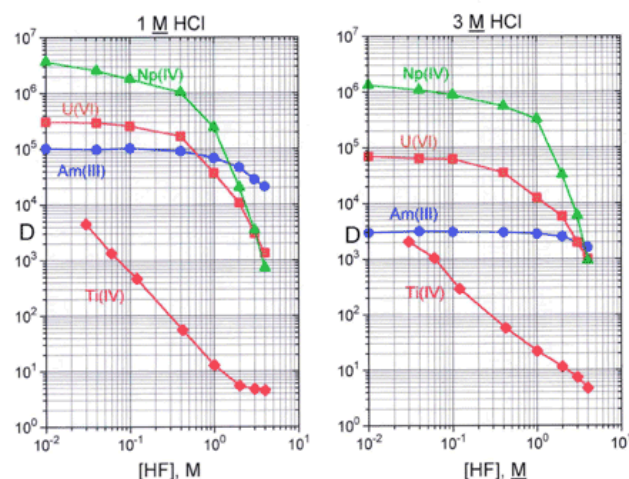 1 M HCl
10⁷
10⁶
10⁵
10⁴
10³
10²
10¹
10⁰
D
Np(IV)
U(VI)
Am(III)
Ti(IV)
10⁻²
10⁻¹
10⁰
10¹
[HF], M
3 M HCl
10⁷
10⁶
10⁵
10⁴
10³
10²
10¹
10⁰
D
Np(IV)
U(VI)
Am(III)
Ti(IV)
10⁻²
10⁻¹
10⁰
10¹
[HF], M